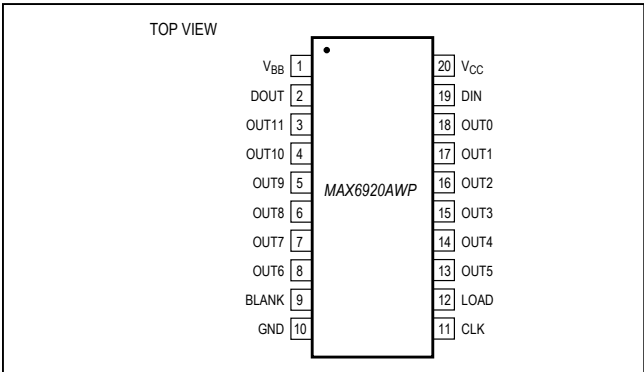 TOP VIEW
VBB 1 20 VCC
DOUT 2 19 DIN
OUT11 3 18 OUT0
OUT10 4 17 OUT1
OUT9 5 MAX6920AWP 16 OUT2
OUT8 6 15 OUT3
OUT7 7 14 OUT4
OUT6 8 13 OUT5
BLANK 9 12 LOAD
GND 10 11 CLK